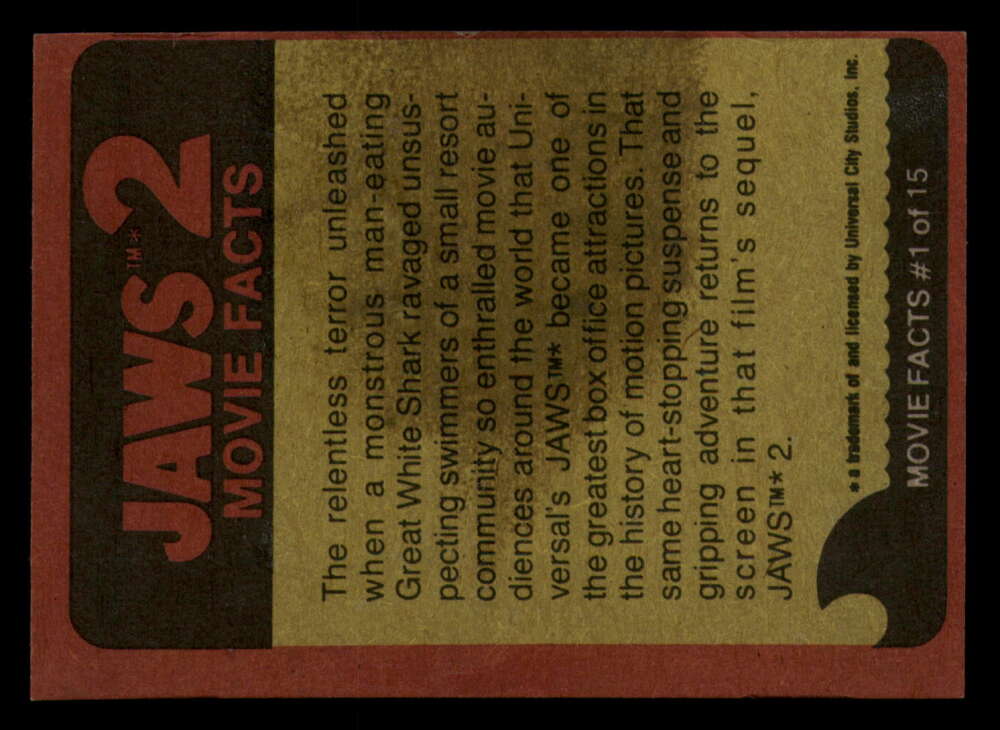 JAWS™* 2
MOVIE FACTS
The relentless terror unleashed
when a monstrous man-eating
Great White Shark ravaged unsus-
pecting swimmers of a small resort
community so enthralled movie au-
diences around the world that Uni-
versal's JAWS™* became one of
the greatest box office attractions in
the history of motion pictures. That
same heart-stopping suspense and
gripping adventure returns to the
screen in that film's sequel,
JAWS™* 2.
* a trademark of and licensed by Universal City Studios, Inc.
MOVIE FACTS #1 of 15